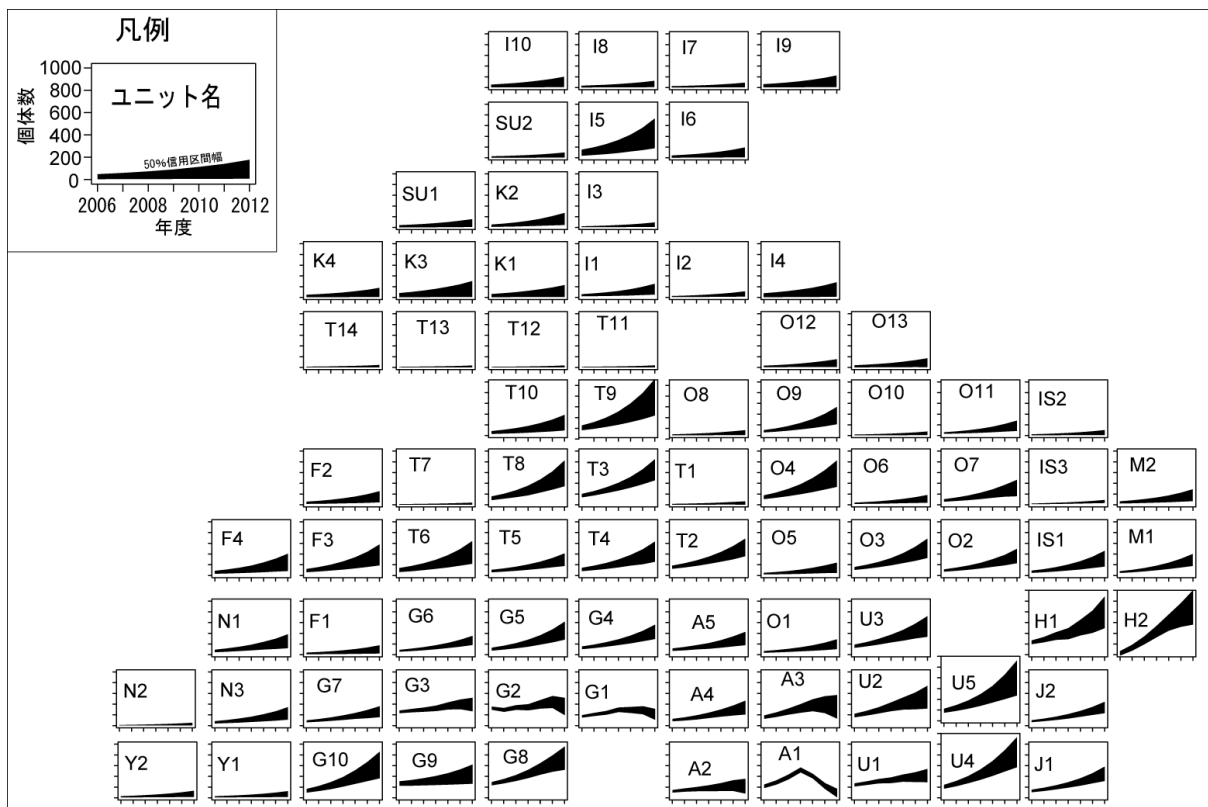 凡例
1000
800
600
400
200
0
個体数
ユニット名
50%信用区間幅
2006 2008 2010 2012
年度
I10 I8 I7 I9
SU2 I5 I6
SU1 K2 I3
K4 K3 K1 I1 I2 I4
T14 T13 T12 T11 O12 O13
T10 T9 O8 O9 O10 O11 IS2
F2 T7 T8 T3 T1 O4 O6 O7 IS3 M2
F4 F3 T6 T5 T4 T2 O5 O3 O2 IS1 M1
N1 F1 G6 G5 G4 A5 O1 U3 H1 H2
N2 N3 G7 G3 G2 G1 A4 A3 U2 U5 J2
Y2 Y1 G10 G9 G8 A2 A1 U1 U4 J1